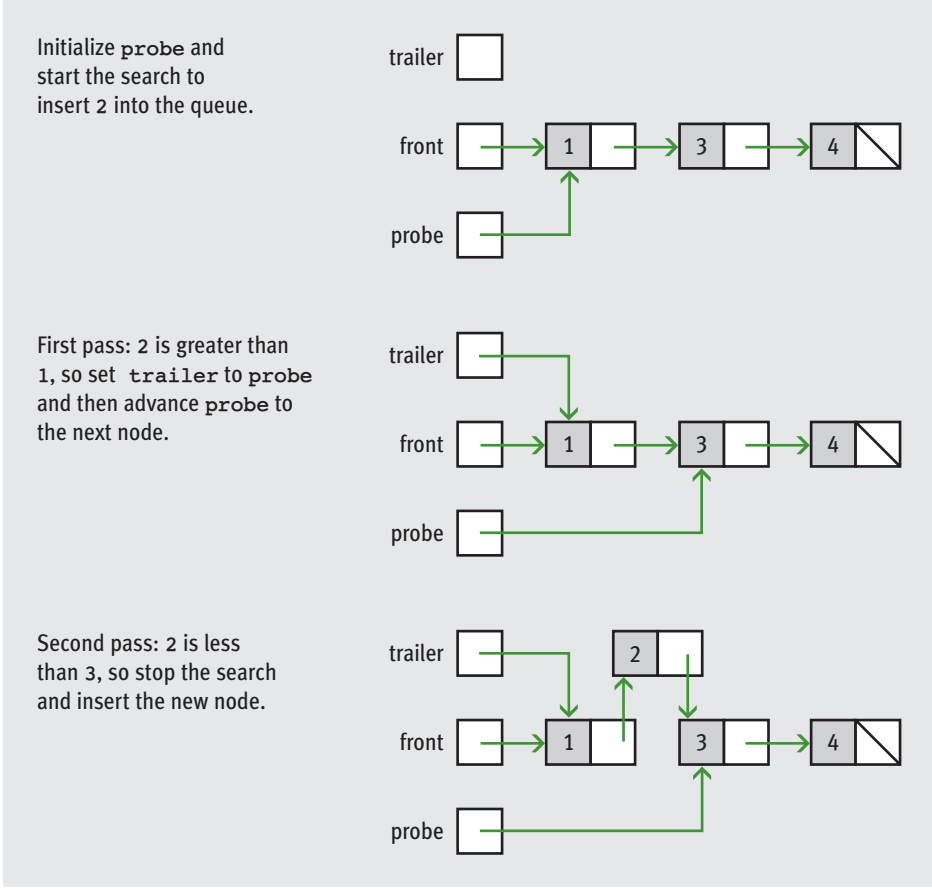 Initialize probe and
start the search to
insert 2 into the queue.
trailer
front 1 3 4
probe
First pass: 2 is greater than
1, so set trailer to probe
and then advance probe to
the next node.
trailer
front 1 3 4
probe
Second pass: 2 is less
than 3, so stop the search
and insert the new node.
trailer 2
front 1 3 4
probe